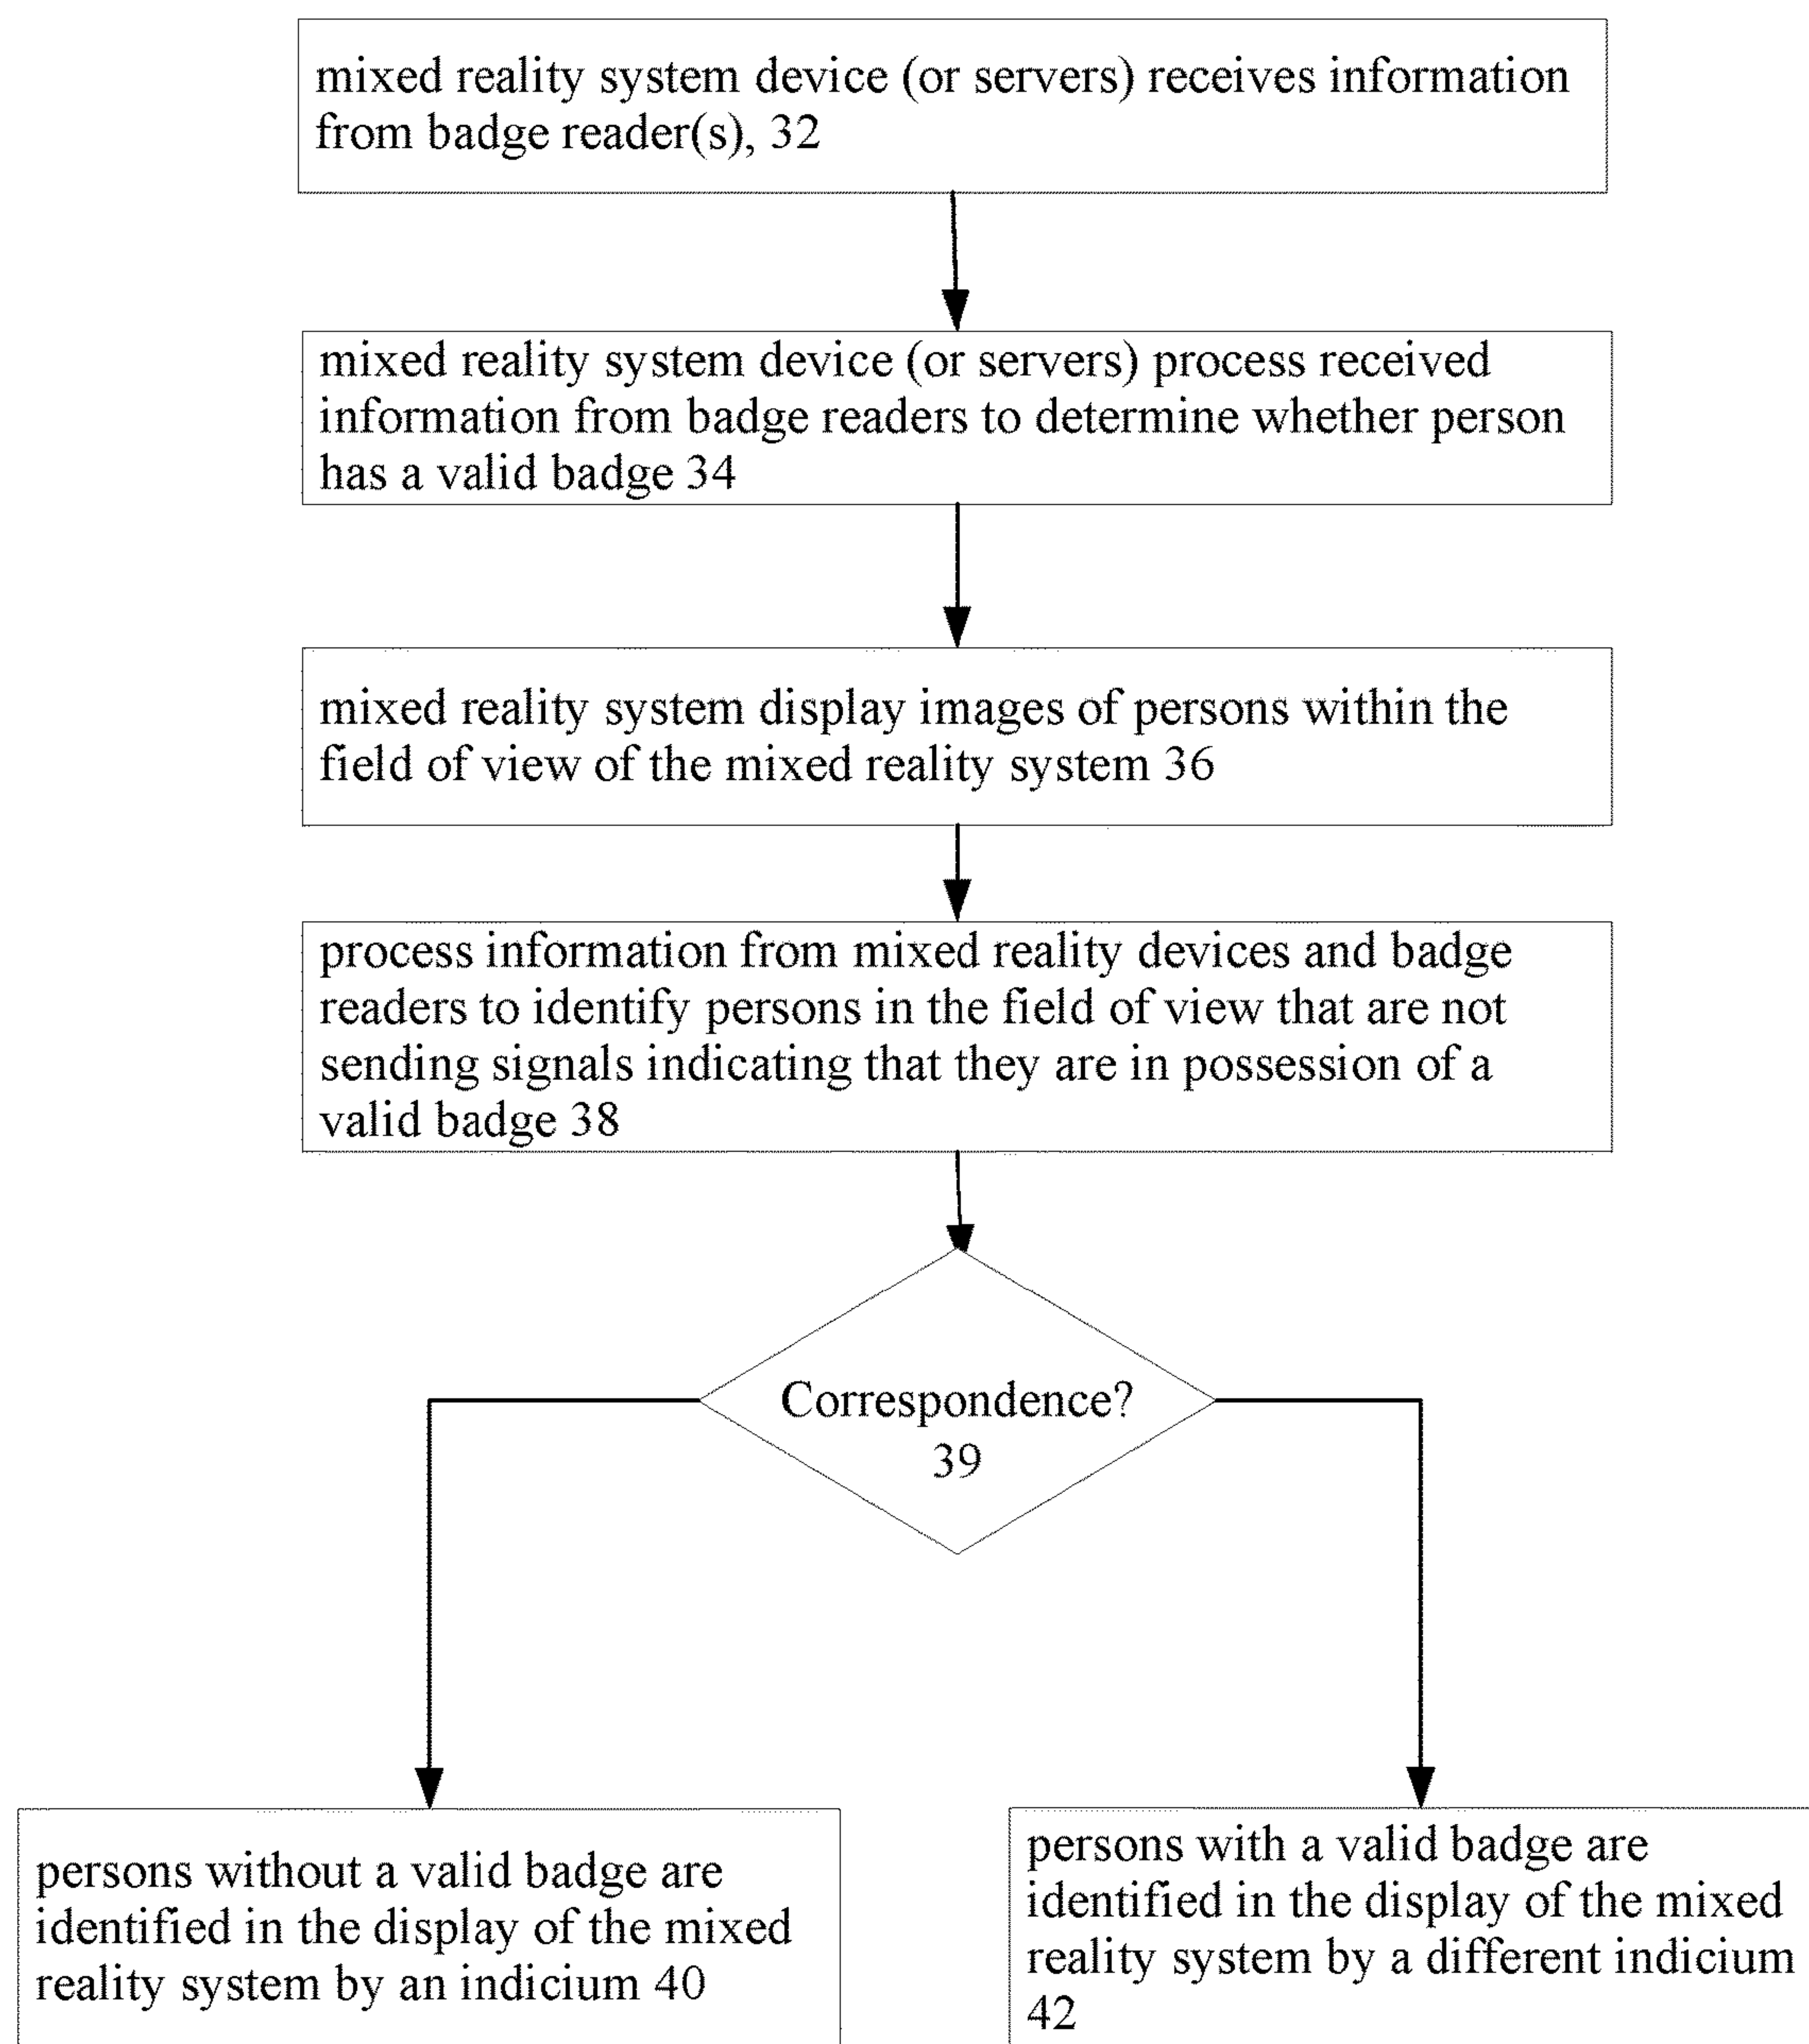 mixed reality system device (or servers) receives information
from badge reader(s), 32
mixed reality system device (or servers) process received
information from badge readers to determine whether person
has a valid badge 34
mixed reality system display images of persons within the
field of view of the mixed reality system 36
process information from mixed reality devices and badge
readers to identify persons in the field of view that are not
sending signals indicating that they are in possession of a
valid badge 38
Correspondence?
39
persons without a valid badge are
identified in the display of the mixed
reality system by an indicium 40
persons with a valid badge are
identified in the display of the mixed
reality system by a different indicium
42